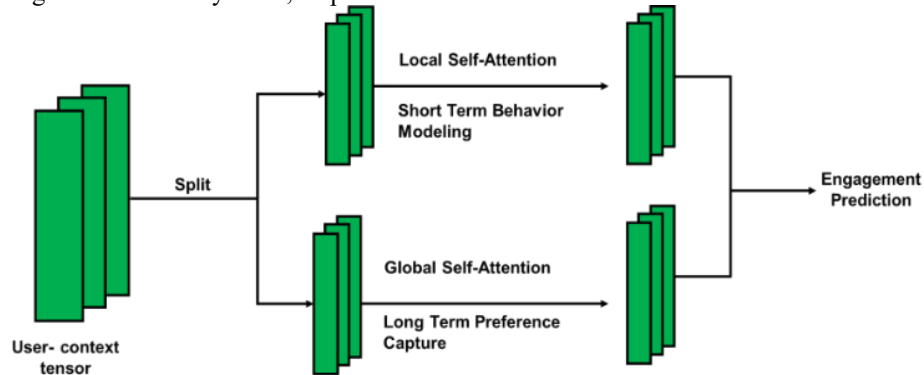 Local Self-Attention
Short Term Behavior
Modeling
Split
Engagement
Prediction
Global Self-Attention
Long Term Preference
Capture
User- context
tensor